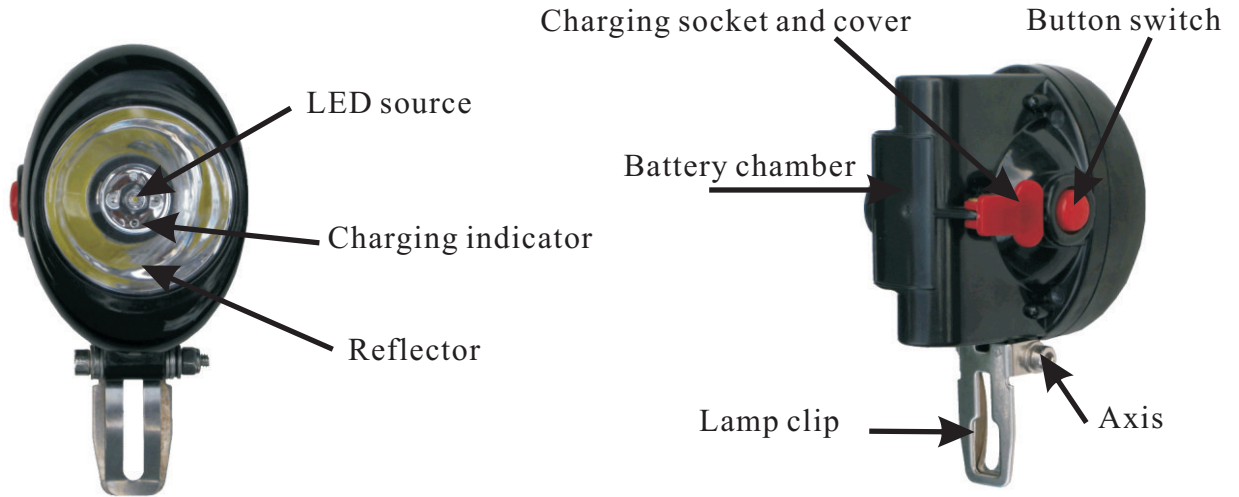 LED source
Charging indicator
Reflector
Charging socket and cover
Button switch
Battery chamber
Lamp clip
Axis